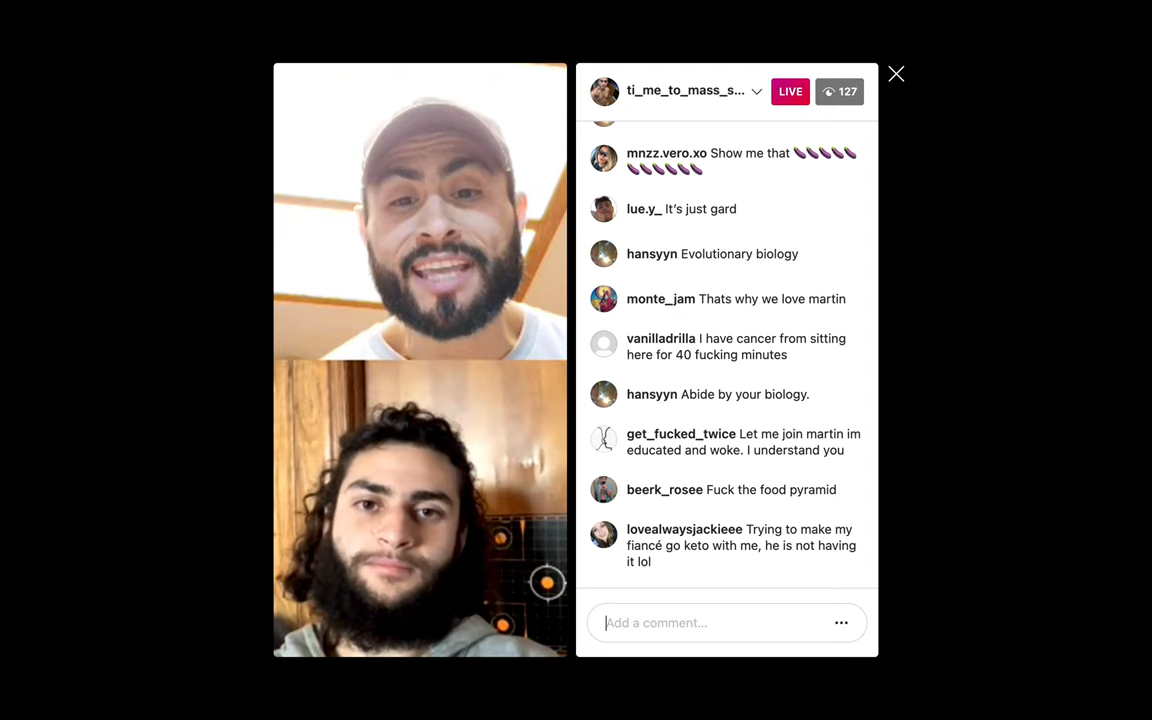 ti_me_to_mass_s...
LIVE
127
mnzz.vero.xo Show me that 🍆🍆🍆🍆🍆
🍆🍆🍆🍆🍆🍆
lue.y_ It's just gard
hansyyn Evolutionary biology
monte_jam Thats why we love martin
vanilladrilla I have cancer from sitting
here for 40 fucking minutes
hansyyn Abide by your biology.
get_fucked_twice Let me join martin im
educated and woke. I understand you
beerk_rosee Fuck the food pyramid
lovealwaysjackieee Trying to make my
fiancé go keto with me, he is not having
it lol
Add a comment...